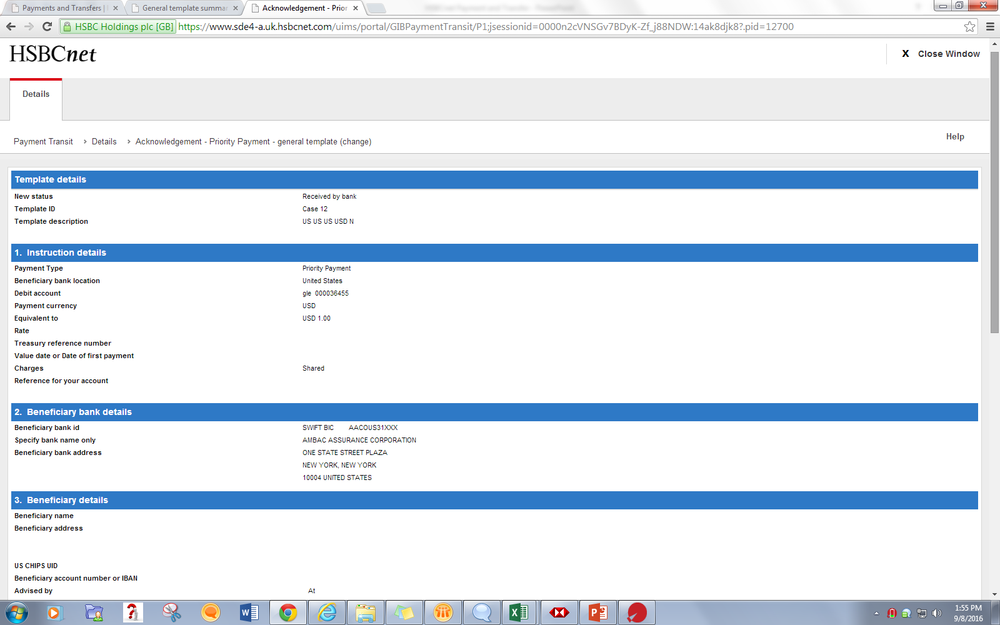 Payments and Transfers |
General template summar
Acknowledgement - Prior
HSBC Holdings plc [GB] https://www.sde4-a.uk.hsbcnet.com/uims/portal/GIBPaymentTransit/P1;jsessionid=0000n2cVNSGv7BDyK-Zf_j88NDW:14ak8djk8?.pid=12700
HSBCnet
X Close Window
Details
Payment Transit > Details > Acknowledgement - Priority Payment - general template (change)
Help
Template details
New status Received by bank
Template ID Case 12
Template description US US US USD N
1. Instruction details
Payment Type Priority Payment
Beneficiary bank location United States
Debit account gle 000036455
Payment currency USD
Equivalent to USD 1.00
Rate
Treasury reference number
Value date or Date of first payment
Charges Shared
Reference for your account
2. Beneficiary bank details
Beneficiary bank id SWIFT BIC AACOUS31XXX
Specify bank name only AMBAC ASSURANCE CORPORATION
Beneficiary bank address ONE STATE STREET PLAZA
NEW YORK, NEW YORK
10004 UNITED STATES
3. Beneficiary details
Beneficiary name
Beneficiary address
US CHIPS UID
Beneficiary account number or IBAN
Advised by At
1:55 PM
9/8/2016